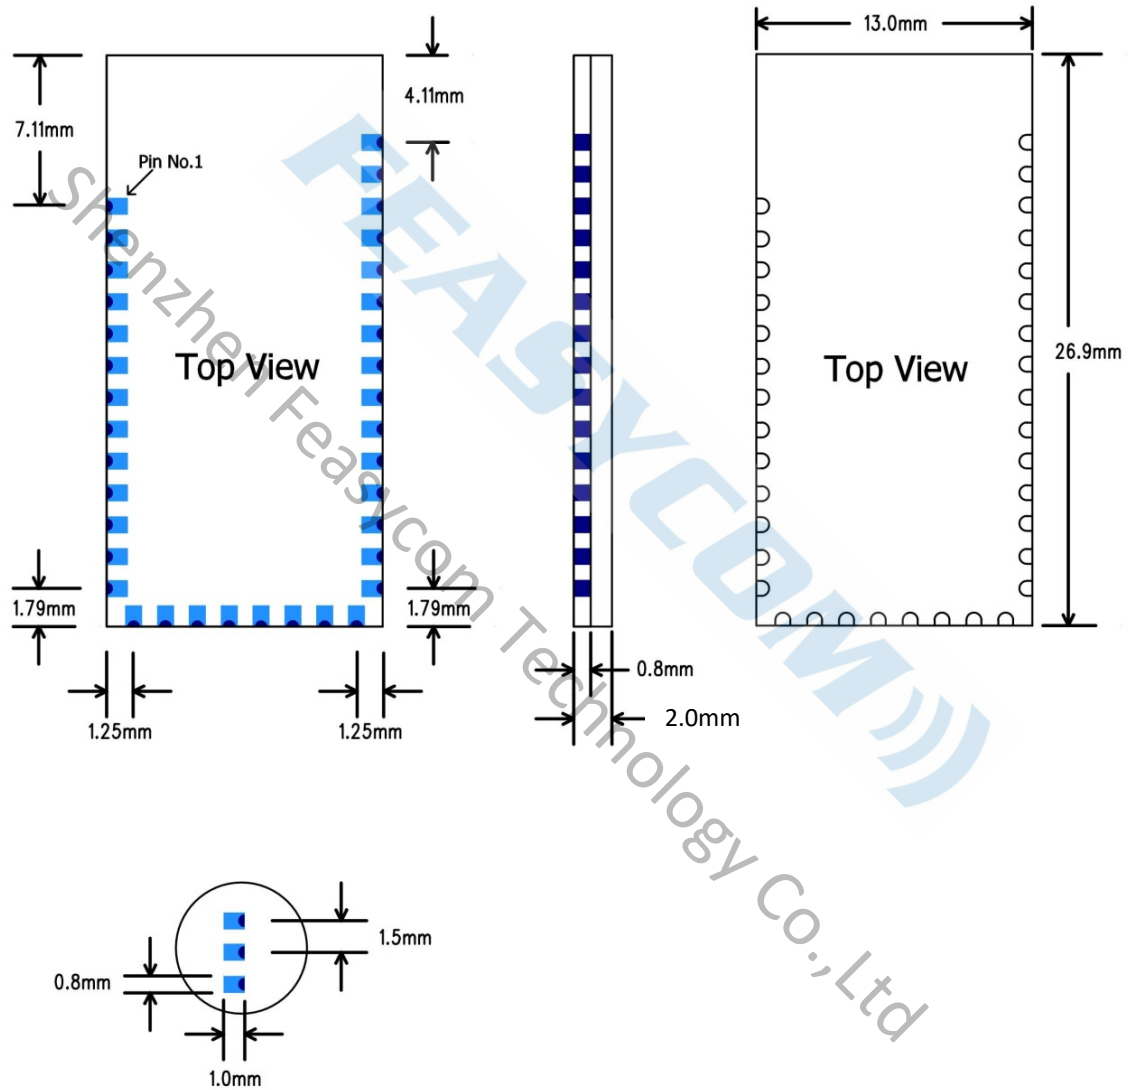 13.0mm
4.11mm
7.11mm
Pin No.1
FEASYCOM
Shenzhen Feasycom Technology Co.,Ltd
26.9mm
Top View
Top View
1.79mm
1.79mm
0.8mm
2.0mm
1.25mm
1.25mm
1.5mm
0.8mm
1.0mm